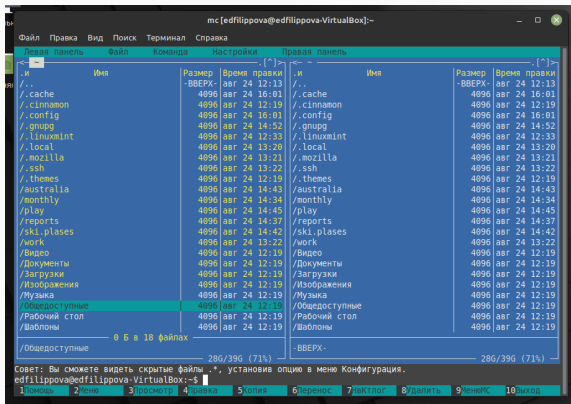 mc [edfilippova@edfilippova-VirtualBox]:~
Файл Правка Вид Поиск Терминал Справка
Левая панель Файл Команда Настройки Правая панель
<- ~ .[^]> <- ~ .[^]>
.и Имя Размер Время правки .и Имя Размер Время правки
/.. -ВВЕРХ- авг 24 12:13 /.. -ВВЕРХ- авг 24 12:13
/.cache 4096 авг 24 16:01 /.cache 4096 авг 24 16:01
/.cinnamon 4096 авг 24 12:19 /.cinnamon 4096 авг 24 12:19
/.config 4096 авг 24 16:01 /.config 4096 авг 24 16:01
/.gnupg 4096 авг 24 14:52 /.gnupg 4096 авг 24 14:52
/.linuxmint 4096 авг 24 12:33 /.linuxmint 4096 авг 24 12:33
/.local 4096 авг 24 13:20 /.local 4096 авг 24 13:20
/.mozilla 4096 авг 24 13:21 /.mozilla 4096 авг 24 13:21
/.ssh 4096 авг 24 13:22 /.ssh 4096 авг 24 13:22
/.themes 4096 авг 24 12:19 /.themes 4096 авг 24 12:19
/australia 4096 авг 24 14:43 /australia 4096 авг 24 14:43
/monthly 4096 авг 24 14:34 /monthly 4096 авг 24 14:34
/play 4096 авг 24 14:45 /play 4096 авг 24 14:45
/reports 4096 авг 24 14:37 /reports 4096 авг 24 14:37
/ski.plases 4096 авг 24 14:42 /ski.plases 4096 авг 24 14:42
/work 4096 авг 24 13:22 /work 4096 авг 24 13:22
/Видео 4096 авг 24 12:19 /Видео 4096 авг 24 12:19
/Документы 4096 авг 24 12:19 /Документы 4096 авг 24 12:19
/Загрузки 4096 авг 24 12:19 /Загрузки 4096 авг 24 12:19
/Изображения 4096 авг 24 12:19 /Изображения 4096 авг 24 12:19
/Музыка 4096 авг 24 12:19 /Музыка 4096 авг 24 12:19
/Общедоступные 4096 авг 24 12:19 /Общедоступные 4096 авг 24 12:19
/Рабочий стол 4096 авг 24 12:19 /Рабочий стол 4096 авг 24 12:19
/Шаблоны 4096 авг 24 12:19 /Шаблоны 4096 авг 24 12:19
0 Б в 18 файлах
/Общедоступные -ВВЕРХ-
28G/39G (71%) 28G/39G (71%)
Совет: Вы сможете видеть скрытые файлы .*, установив опцию в меню Конфигурация.
edfilippova@edfilippova-VirtualBox:~$
1Помощь 2Меню 3Просмотр 4Правка 5Копия 6Перенос 7НвКтлог 8Удалить 9МенюМС 10Выход